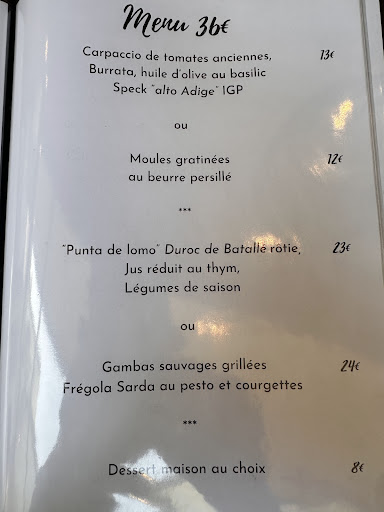 Menu 36€
Carpaccio de tomates anciennes, 13€
Burrata, huile d'olive au basilic
Speck "alto Adige" IGP
ou
Moules gratinées 12€
au beurre persillé
***
"Punta de lomo" Duroc de Batallé rôtie, 23€
Jus réduit au thym,
Légumes de saison
ou
Gambas sauvages grillées 24€
Frégola Sarda au pesto et courgettes
***
Dessert maison au choix 8€